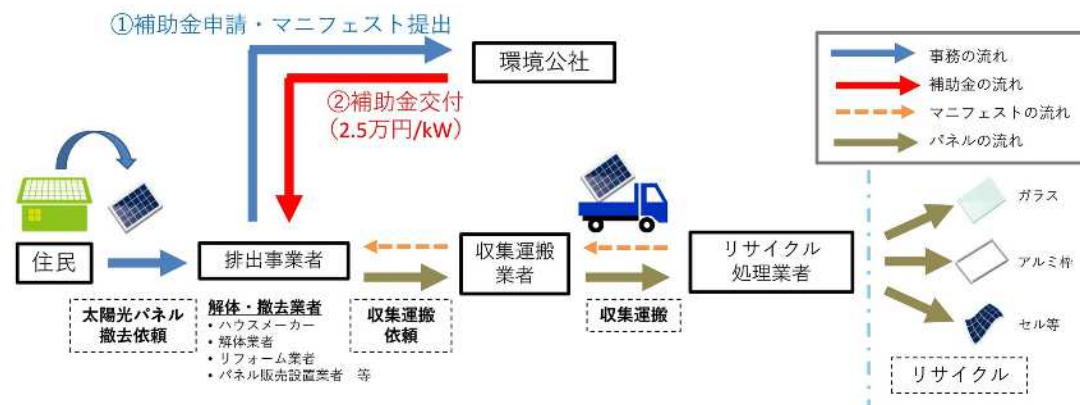 ①補助金申請・マニフェスト提出
環境公社
②補助金交付
（2.5万円/kW）
事務の流れ
補助金の流れ
マニフェストの流れ
パネルの流れ
住民
排出事業者
収集運搬
業者
リサイクル
処理業者
ガラス
アルミ枠
セル等
太陽光パネル
撤去依頼
解体・撤去業者
• ハウスメーカー
• 解体業者
• リフォーム業者
• パネル販売設置業者　等
収集運搬
依頼
収集運搬
リサイクル